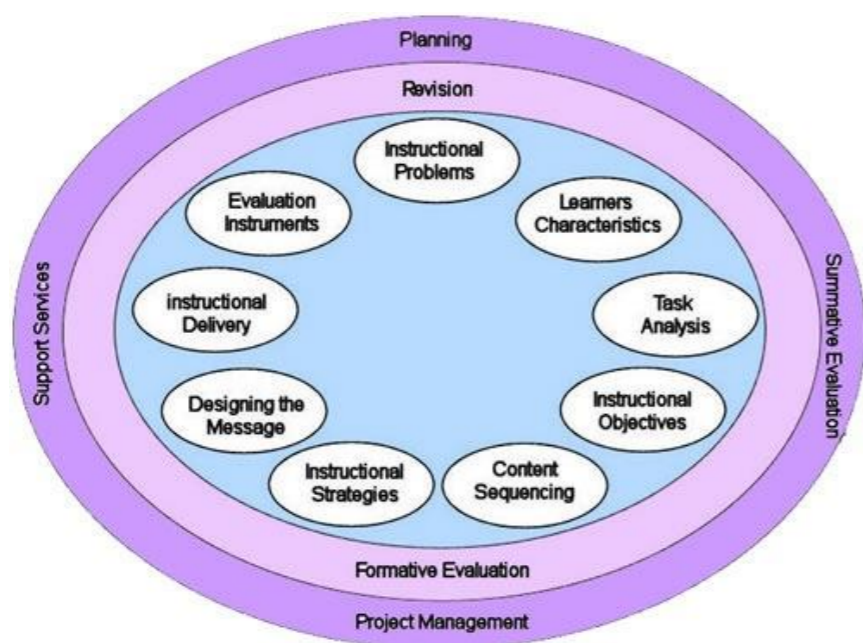 Planning
Revision
Instructional
Problems
Evaluation
Instruments
Learners
Characteristics
instructional
Delivery
Task
Analysis
Support Services
Summative Evaluation
Designing the
Message
Instructional
Objectives
Instructional
Strategies
Content
Sequencing
Formative Evaluation
Project Management